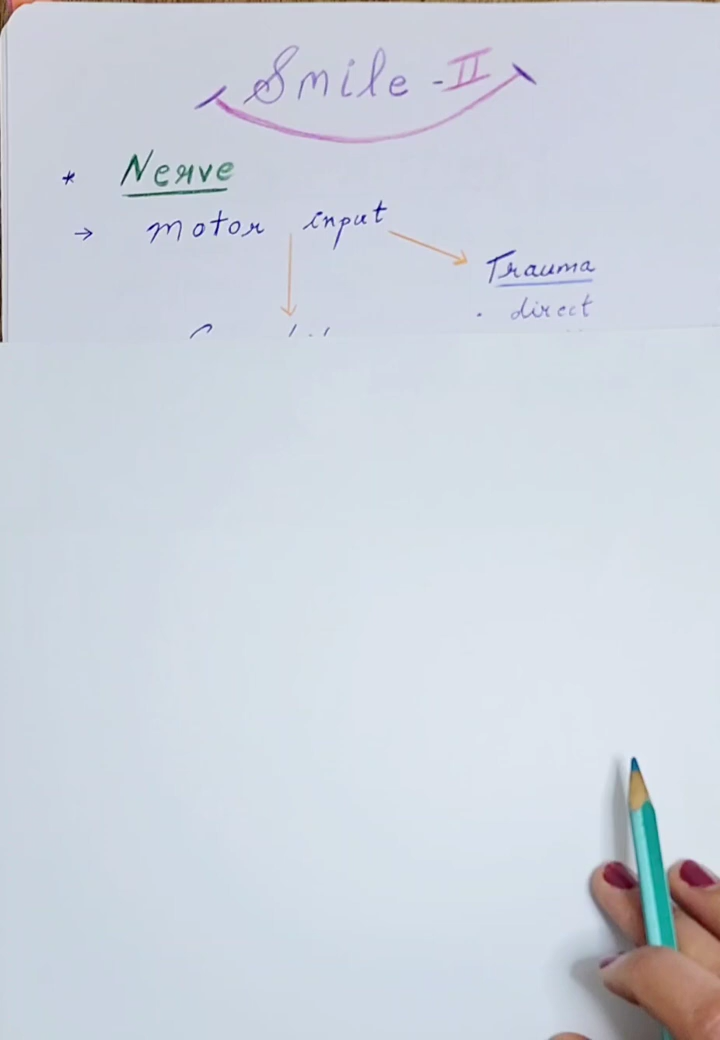 Smile - II
* Nerve
→ motor input
Trauma
. direct